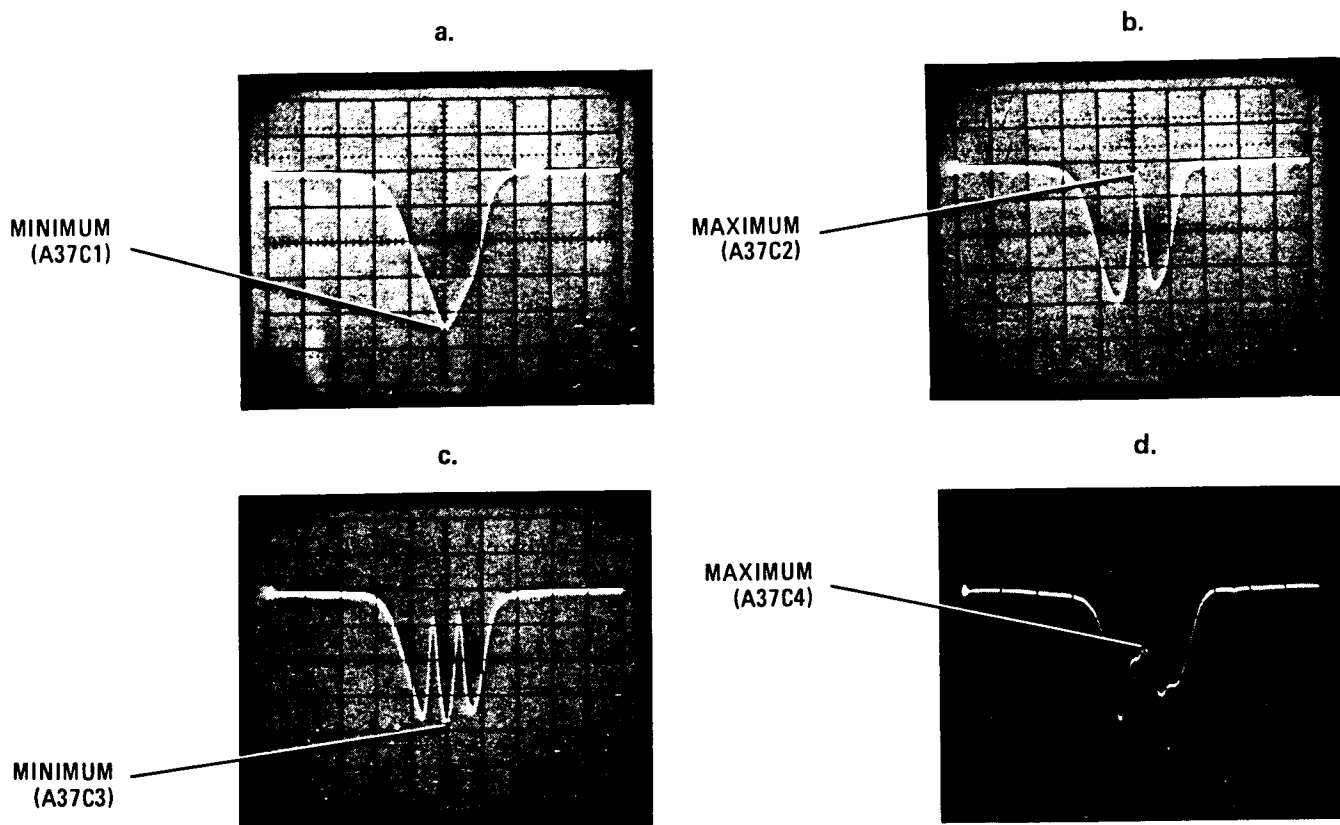 a.
b.
MINIMUM
(A37C1)
MAXIMUM
(A37C2)
c.
d.
MAXIMUM
(A37C4)
MINIMUM
(A37C3)